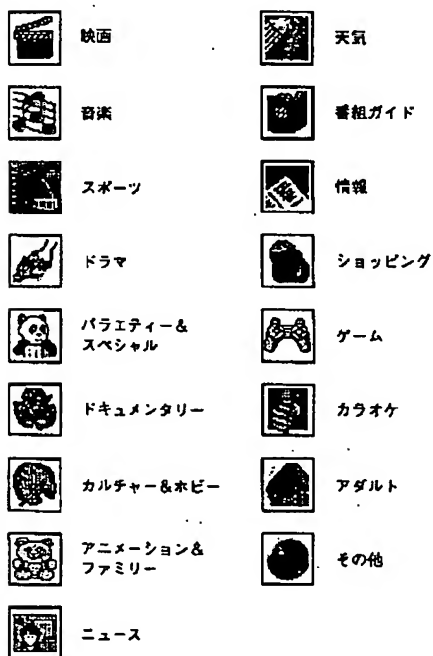 映画
音楽
スポーツ
ドラマ
バラエティー&
スペシャル
ドキュメンタリー
カルチャー&ホビー
アニメーション&
ファミリー
ニュース
天気
番組ガイド
情報
ショッピング
ゲーム
カラオケ
アダルト
その他